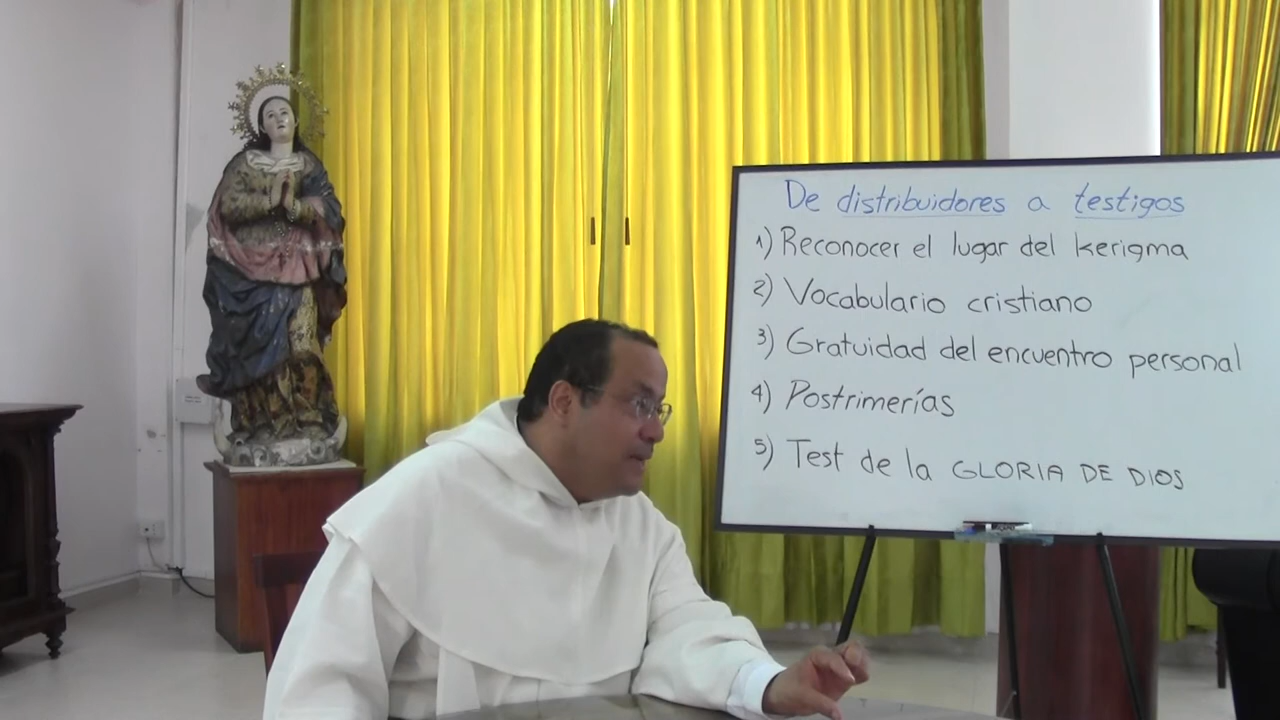 De distribuidores a testigos
1) Reconocer el lugar del kerigma
2) Vocabulario cristiano
3) Gratuidad del encuentro personal
4) Postrimerías
5) Test de la GLORIA DE DIOS